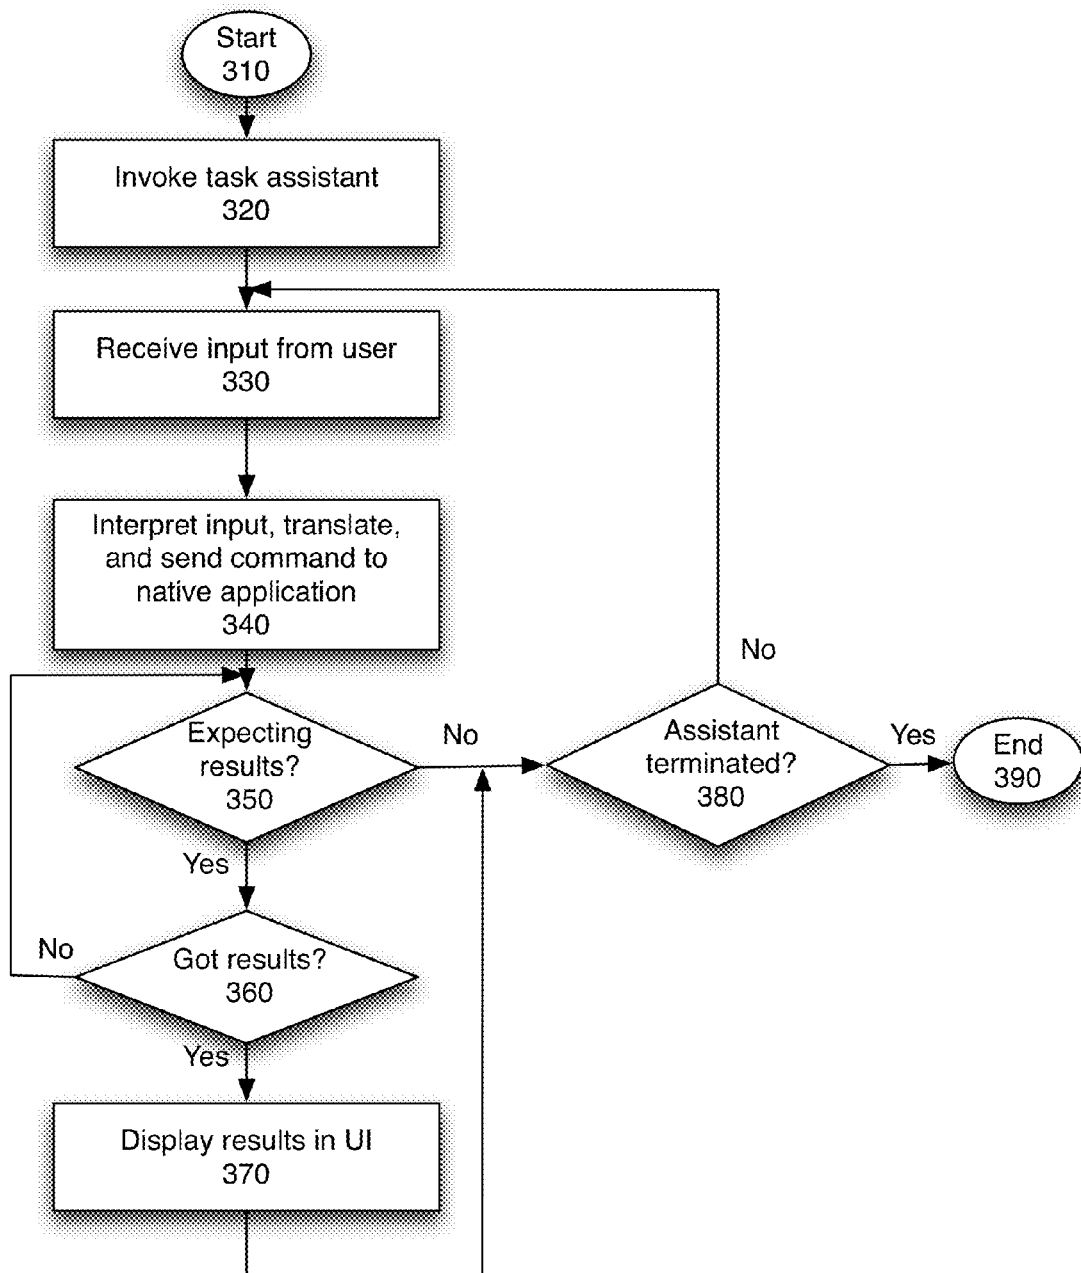 Start
310
Invoke task assistant
320
Receive input from user
330
Interpret input, translate,
and send command to
native application
340
Expecting
results?
350
No
Yes
Assistant
terminated?
380
No
Yes
End
390
Got results?
360
No
Yes
Display results in UI
370